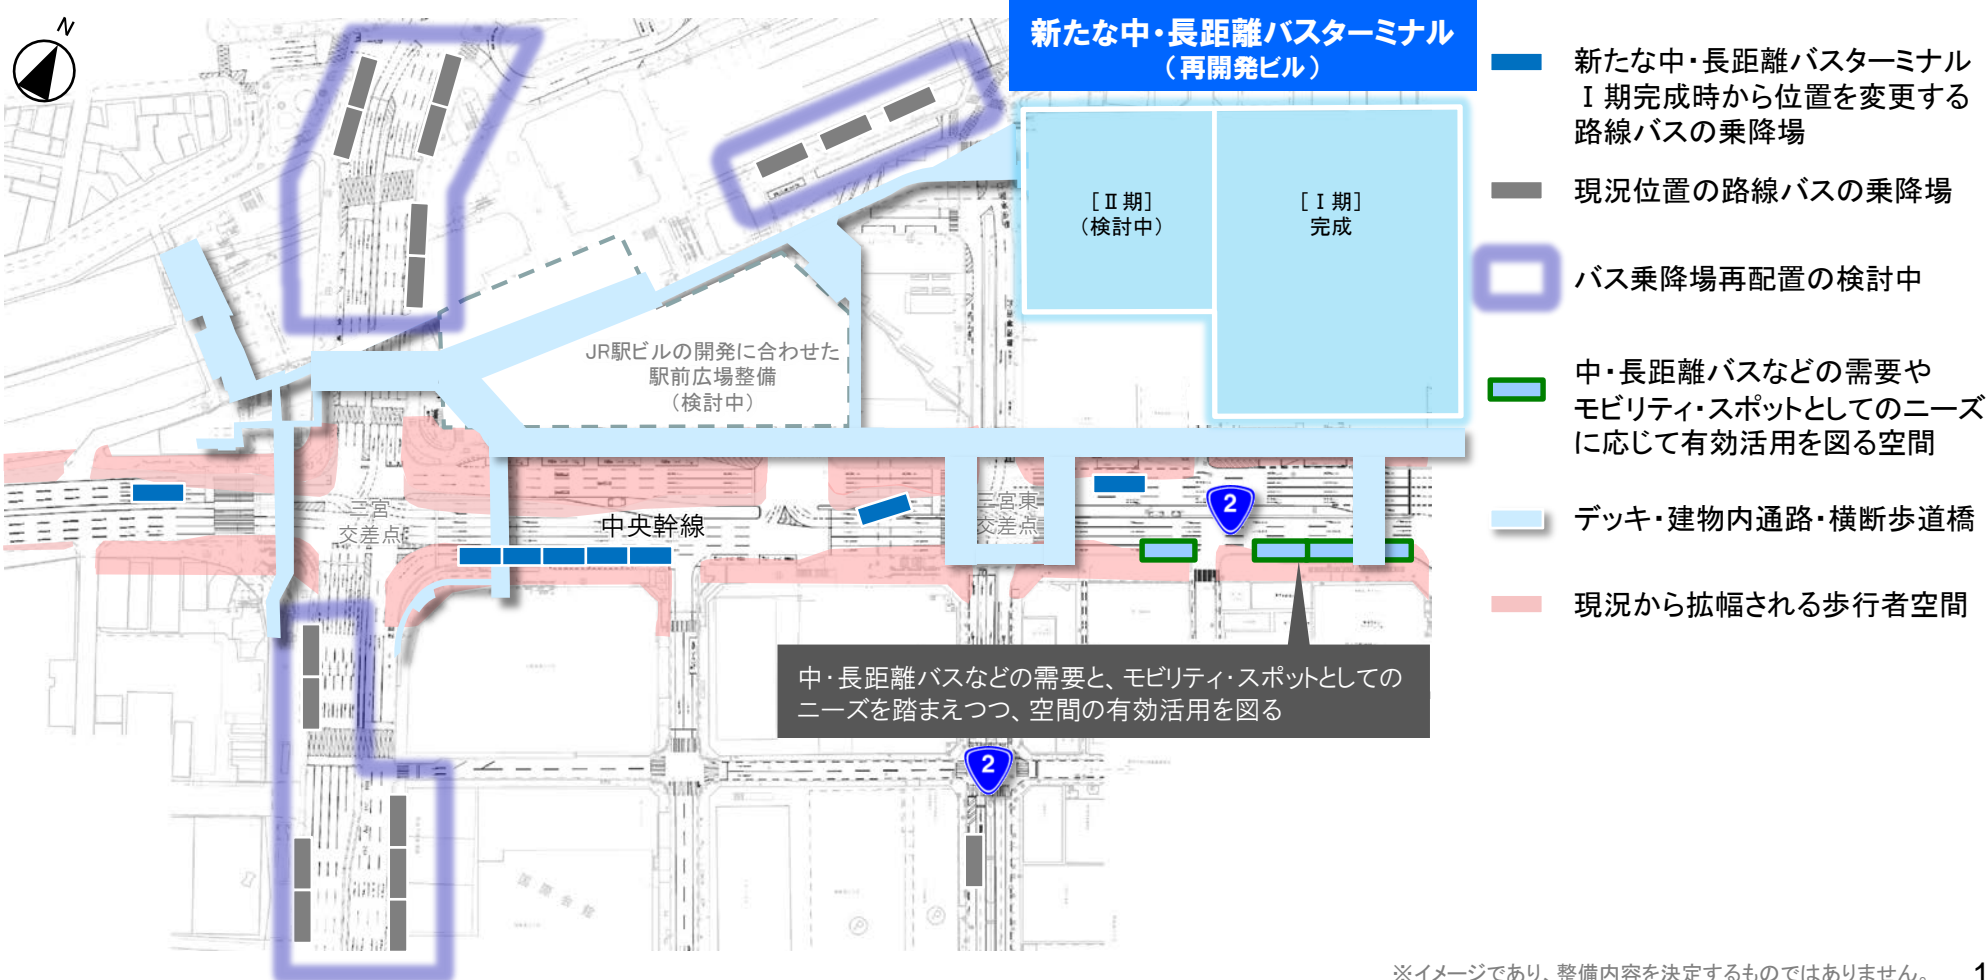 N
新たな中・長距離バスターミナル
（再開発ビル）
［Ⅱ期］
（検討中）
［Ⅰ期］
完成
JR駅ビルの開発に合わせた
駅前広場整備
（検討中）
三宮
交差点
中央幹線
三宮東
交差点
2
中・長距離バスなどの需要と、モビリティ・スポットとしての
ニーズを踏まえつつ、空間の有効活用を図る
2
国際会館
P
P
新たな中・長距離バスターミナル
Ⅰ期完成時から位置を変更する
路線バスの乗降場
現況位置の路線バスの乗降場
バス乗降場再配置の検討中
中・長距離バスなどの需要や
モビリティ・スポットとしてのニーズ
に応じて有効活用を図る空間
デッキ・建物内通路・横断歩道橋
現況から拡幅される歩行者空間
※イメージであり、整備内容を決定するものではありません。
1